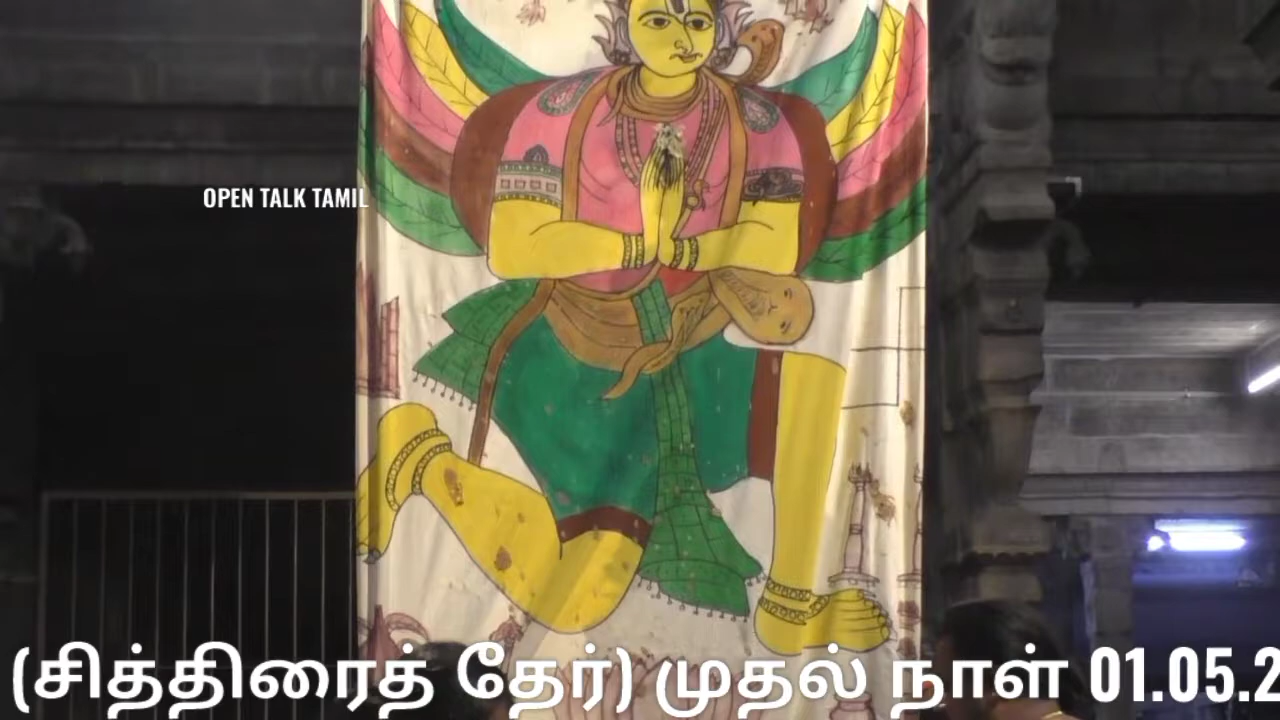 OPEN TALK TAMIL
(சித்திரைத் தேர்) முதல் நாள் 01.05.2